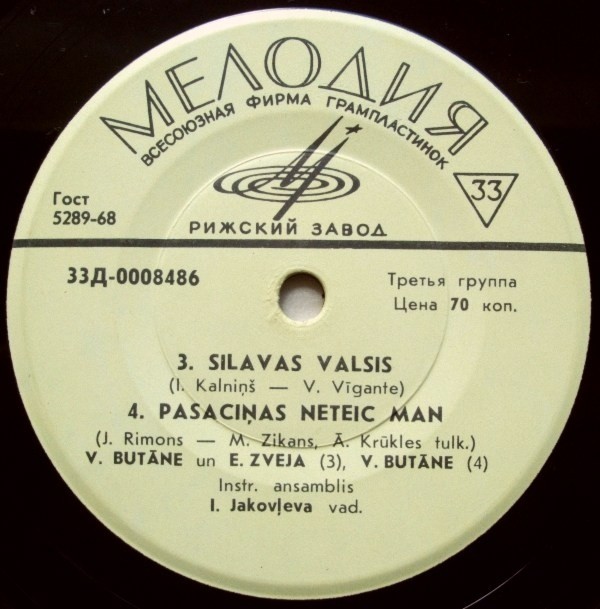 МЕЛОДИЯ
ВСЕСОЮЗНАЯ ФИРМА ГРАМПЛАСТИНОК
Гост
5289-68
33
РИЖСКИЙ ЗАВОД
33Д-0008486
Третья группа
Цена 70 коп.
3. SILAVAS VALSIS
(I. Kalniņš — V. Vīgante)
4. PASACIŅAS NETEIC MAN
(J. Rimons — M. Zikans, Ā. Krūkles tulk.)
V. BUTĀNE un E. ZVEJA (3), V. BUTĀNE (4)
Instr. ansamblis
I. Jakovļeva vad.